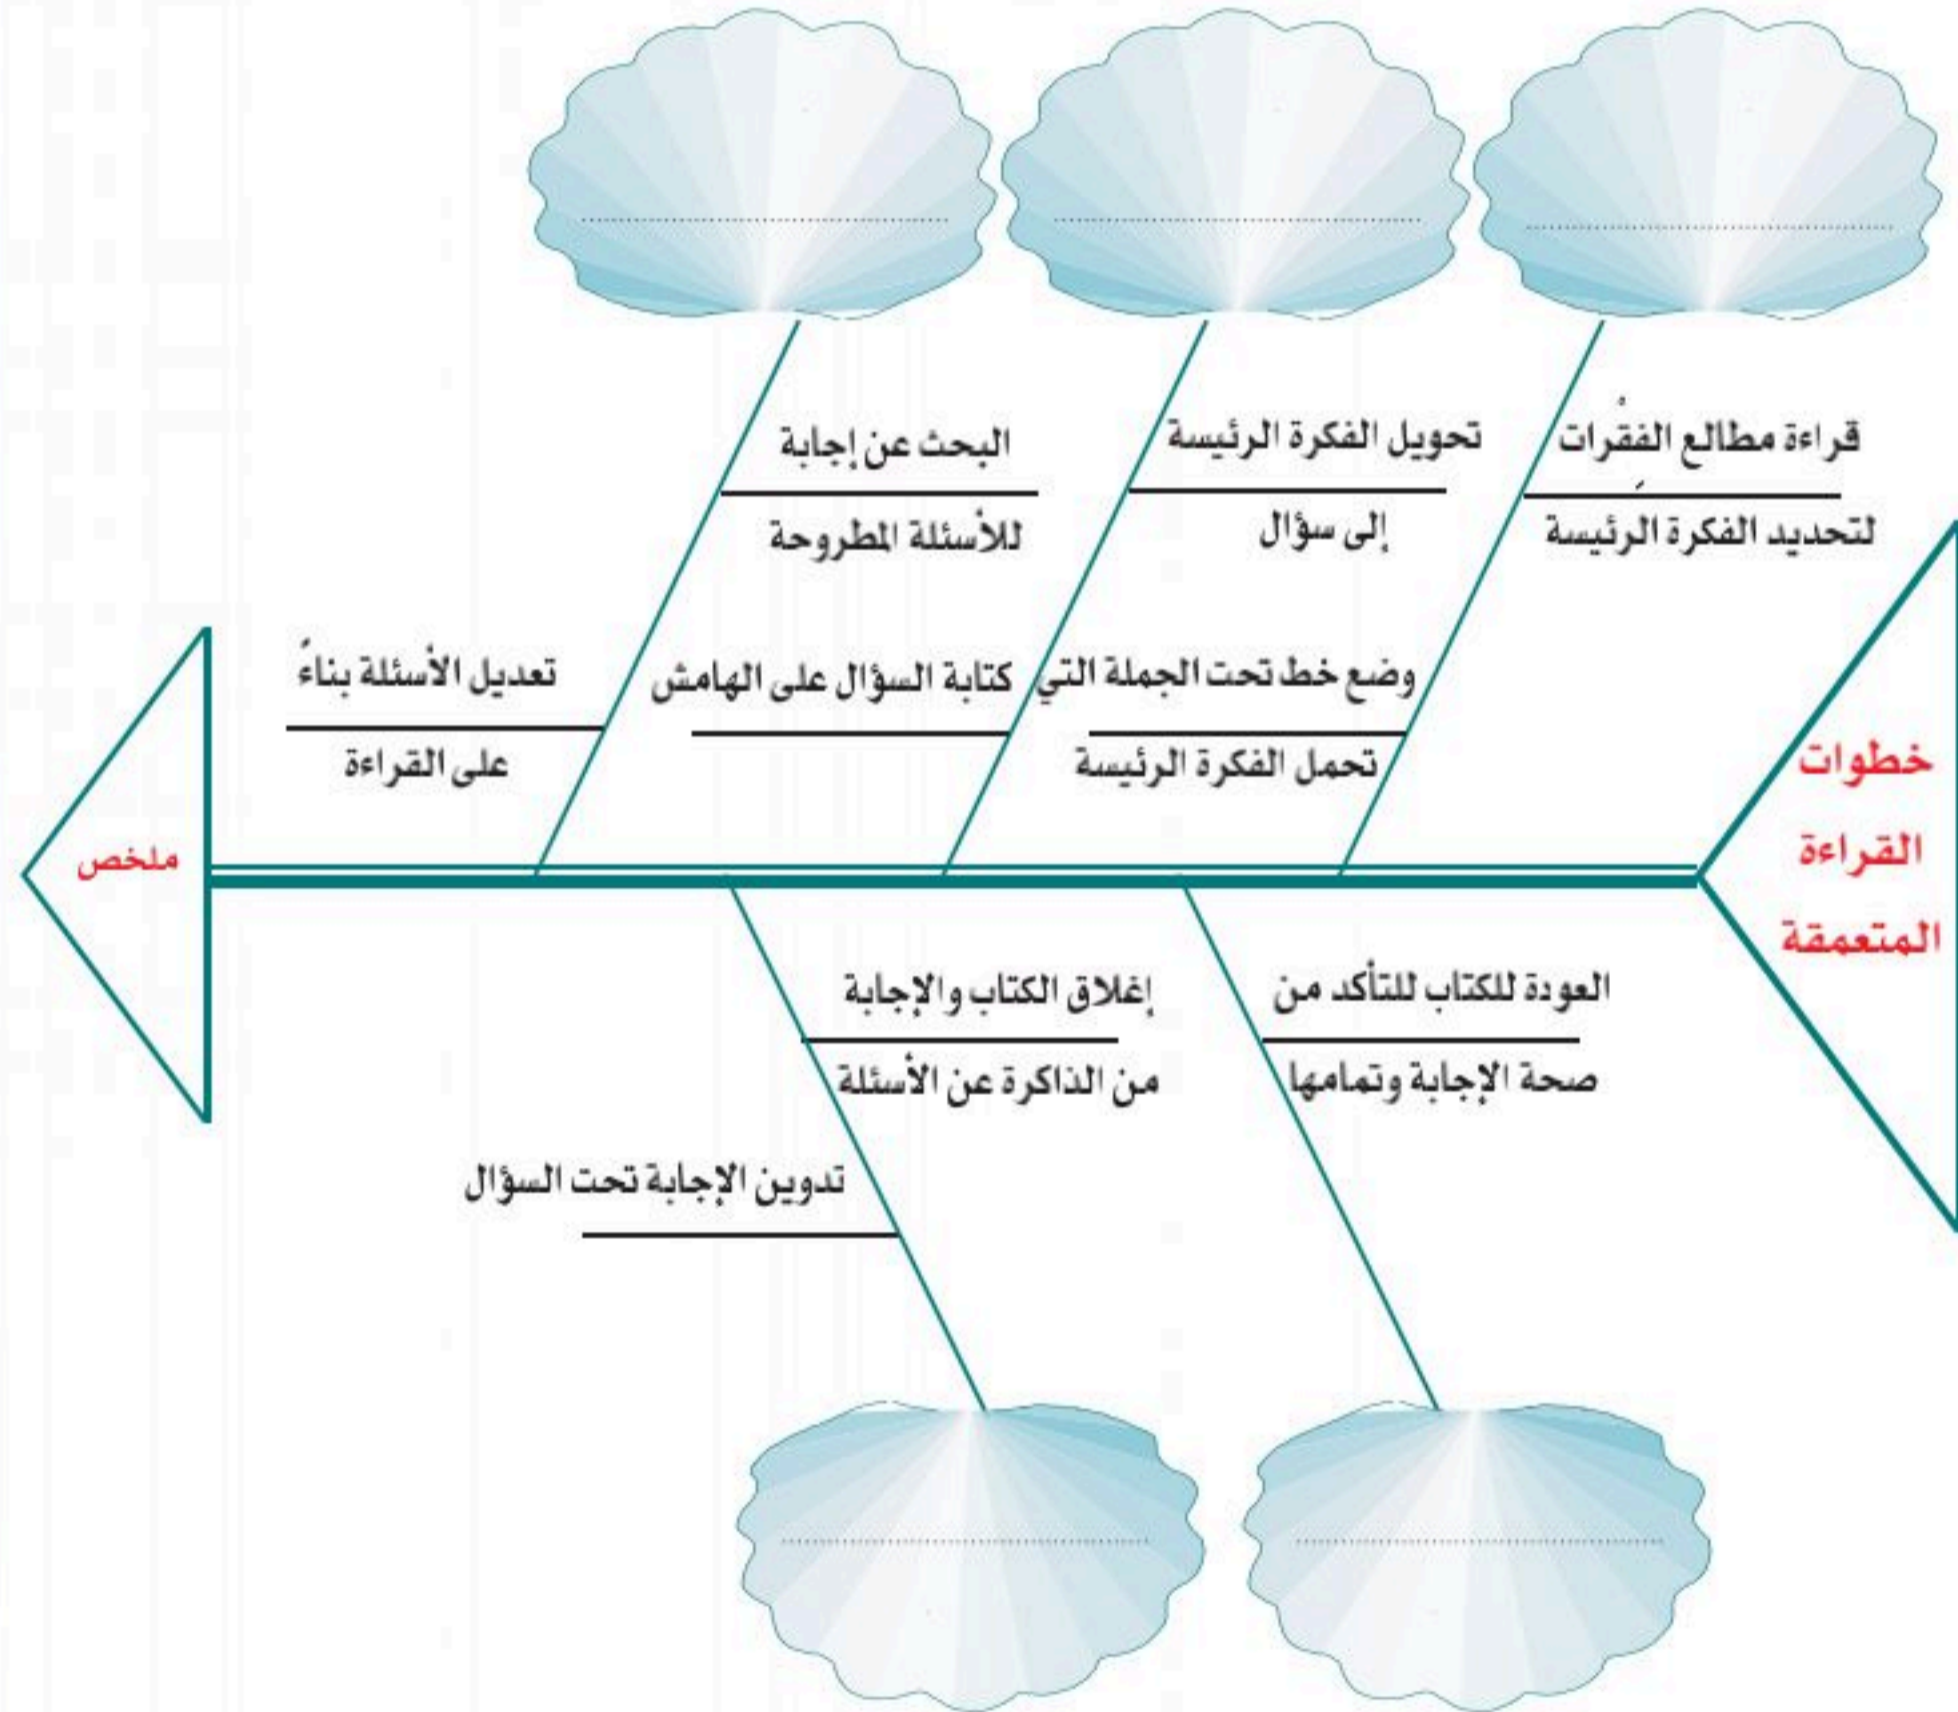 خطوات
القراءة
المتعمقة
قراءة مطالع الفقْرات
لتحديد الفكرة الرئيسة
وضع خط تحت الجملة التي
تحمل الفكرة الرئيسة
تحويل الفكرة الرئيسة
إلى سؤال
كتابة السؤال على الهامش
البحث عن إجابة
للأسئلة المطروحة
تعديل الأسئلة بناءً
على القراءة
العودة للكتاب للتأكد من
صحة الإجابة وتمامها
إغلاق الكتاب والإجابة
من الذاكرة عن الأسئلة
تدوين الإجابة تحت السؤال
ملخص